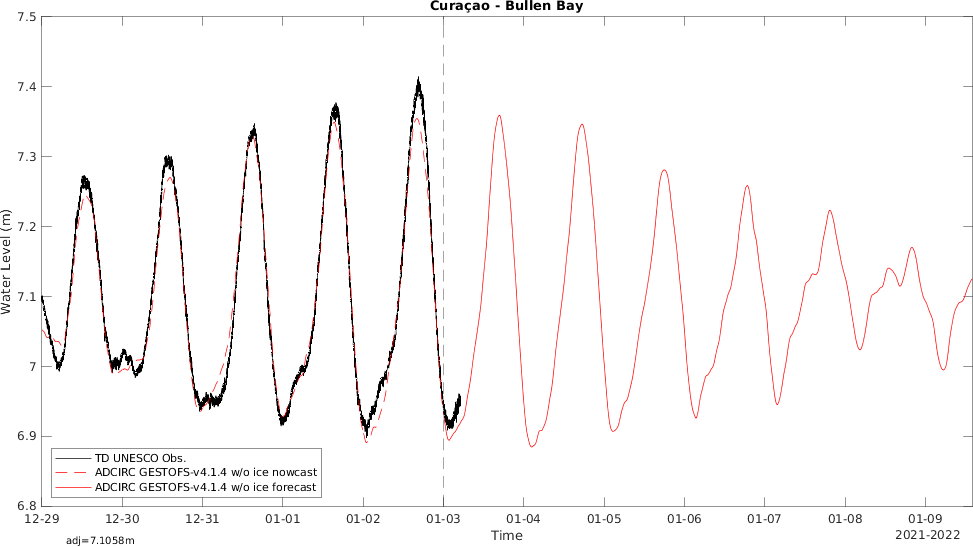 Curaçao - Bullen Bay
7.5
7.4
7.3
7.2
7.1
7
6.9
6.8
Water Level (m)
TD UNESCO Obs.
ADCIRC GESTOFS-v4.1.4 w/o ice nowcast
ADCIRC GESTOFS-v4.1.4 w/o ice forecast
12-29 12-30 12-31 01-01 01-02 01-03 01-04 01-05 01-06 01-07 01-08 01-09
Time
2021-2022
adj=7.1058m